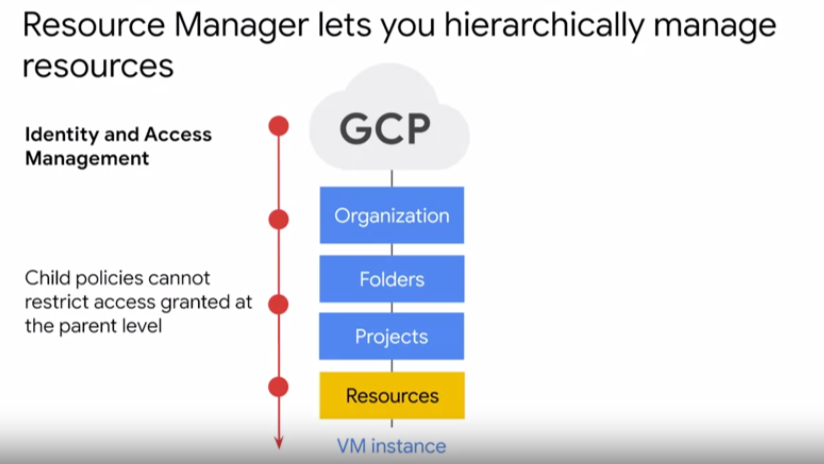 Resource Manager lets you hierarchically manage
resources
Identity and Access
Management
GCP
Organization
Folders
Child policies cannot
restrict access granted at
the parent level
Projects
Resources
VM instance